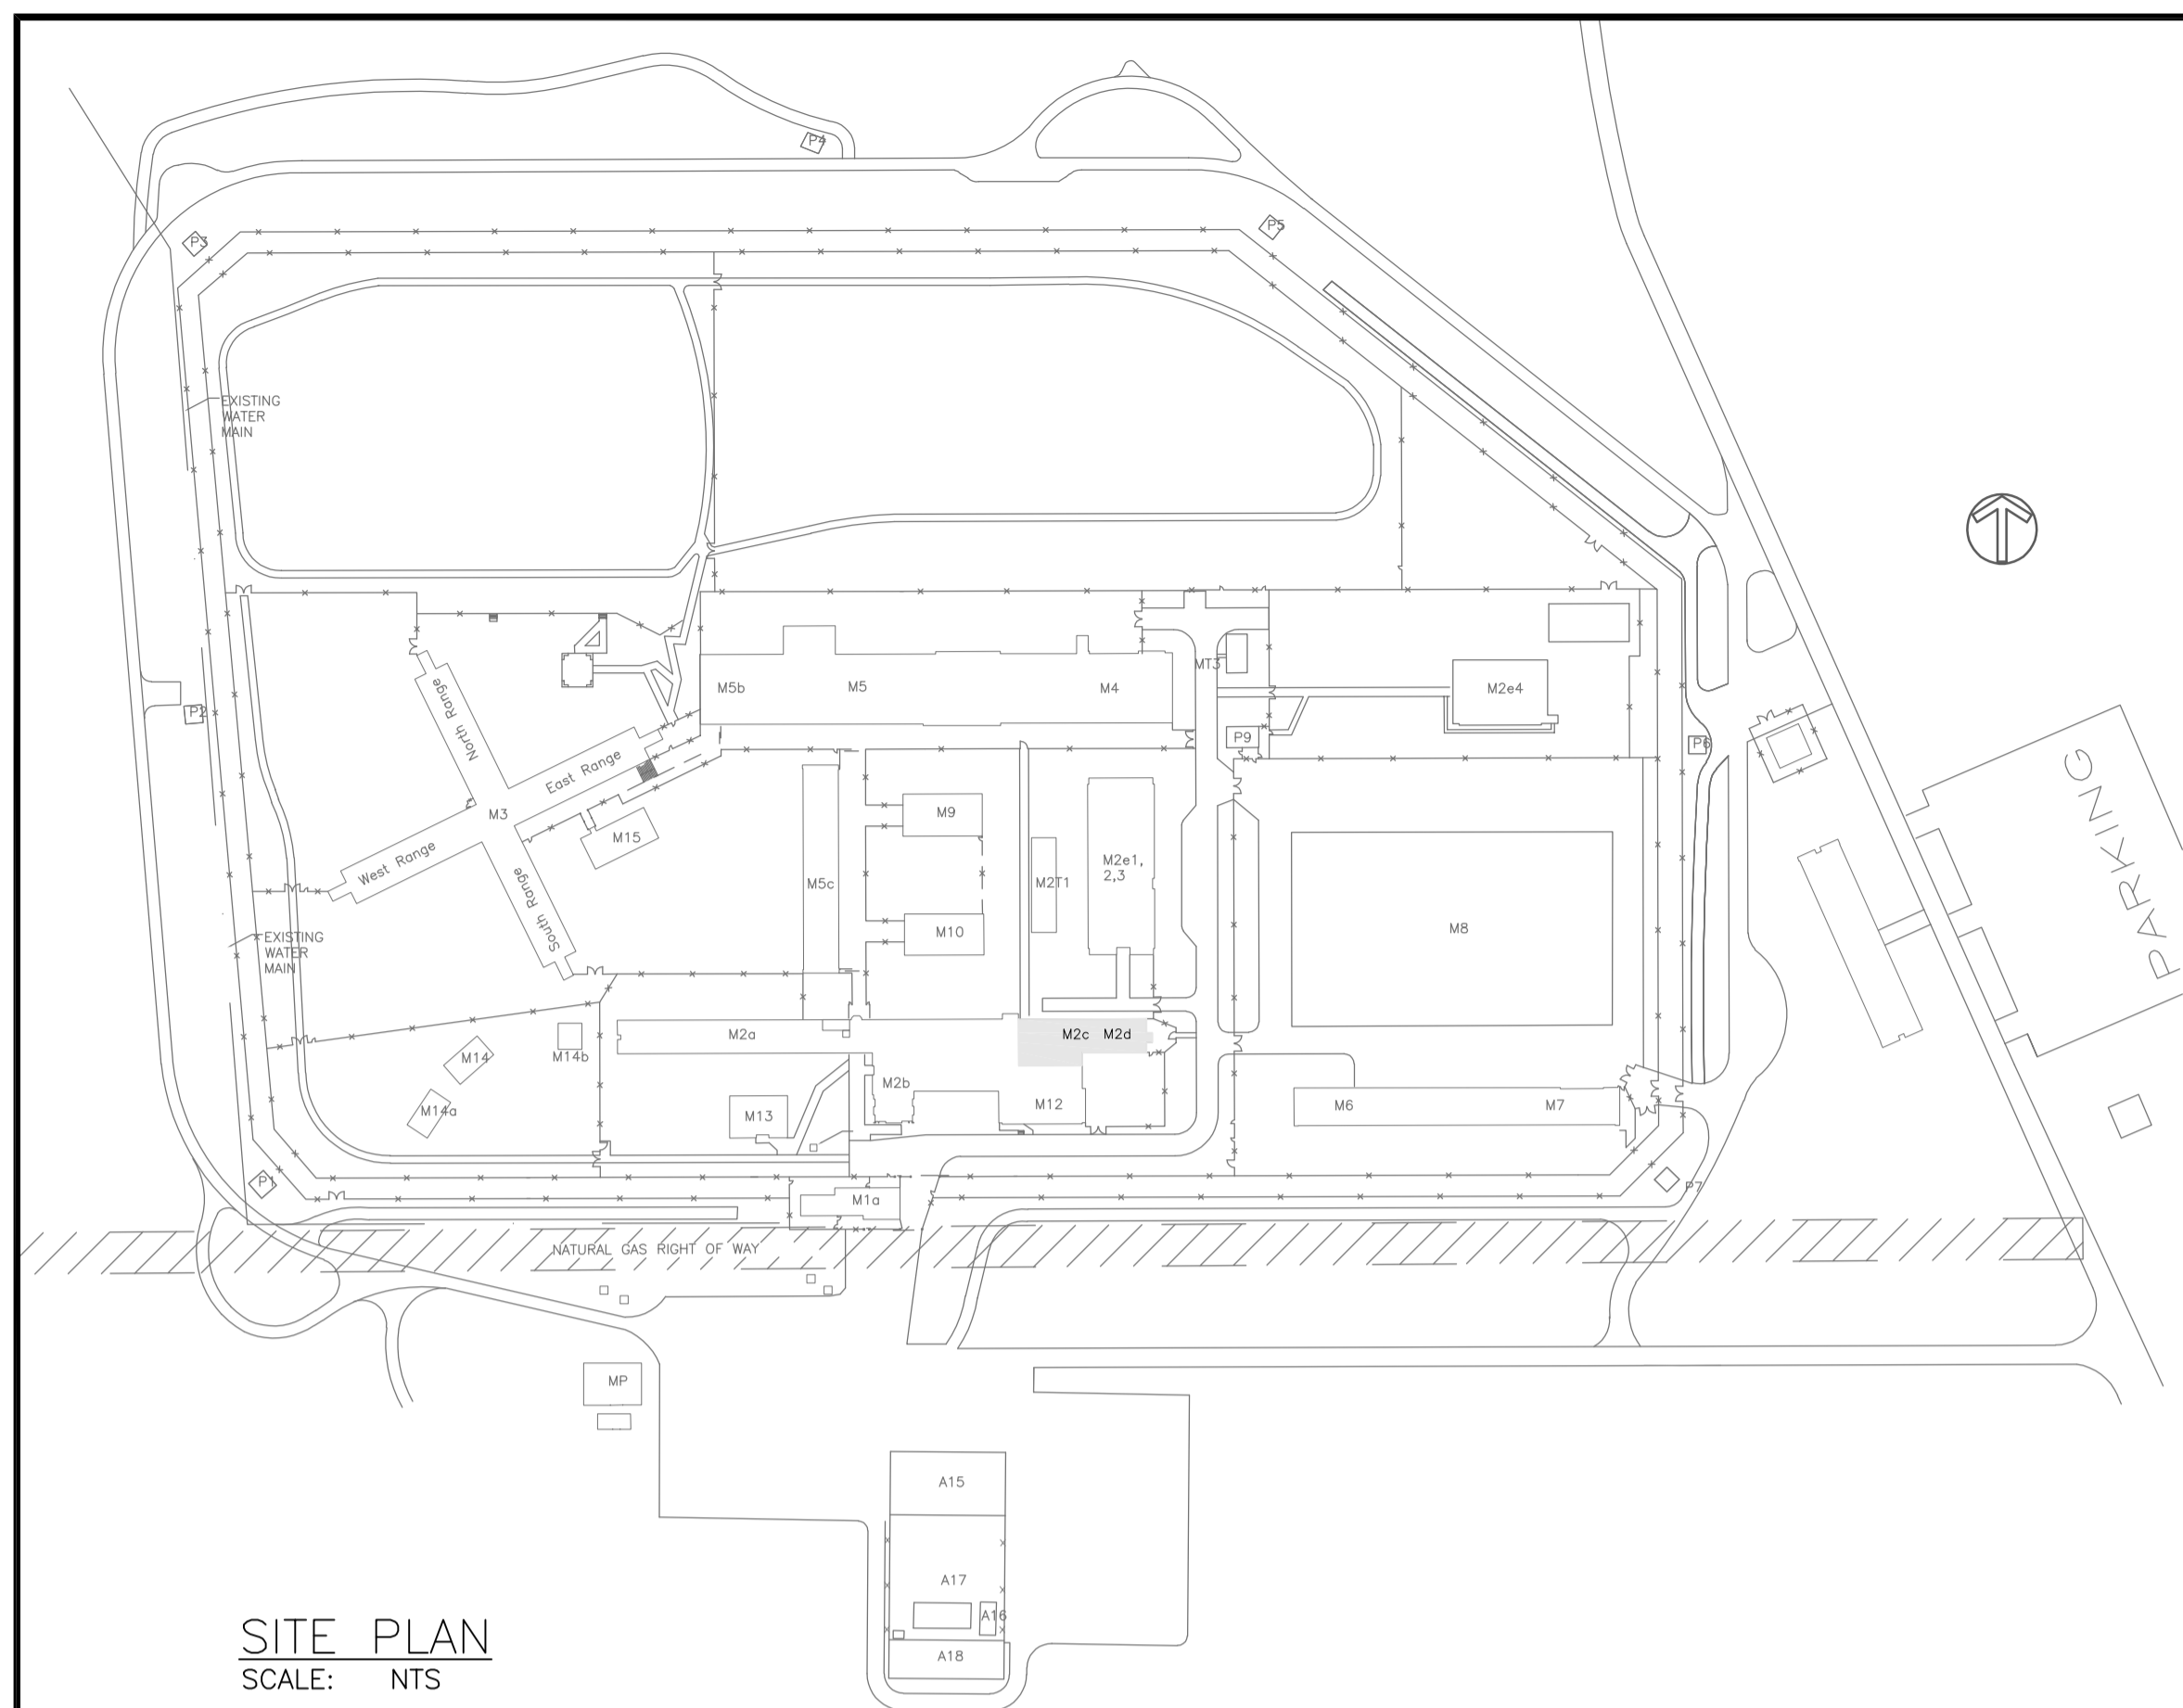 P4
P5
P3
EXISTING
WATER
MAIN
North Range
MT3
M5b
M5
M4
M2e4
P2
P9
P6
East Range
PARKING
M3
M15
M9
West Range
M5c
M2T1
M2e1,
2,3
South Range
M10
M8
EXISTING
WATER
MAIN
M2a
M2c M2d
M14
M14b
M2b
M14a
M13
M12
M6
M7
P1
P7
M1a
NATURAL GAS RIGHT OF WAY
MP
A15
A17
A16
A18
SITE PLAN
SCALE: NTS